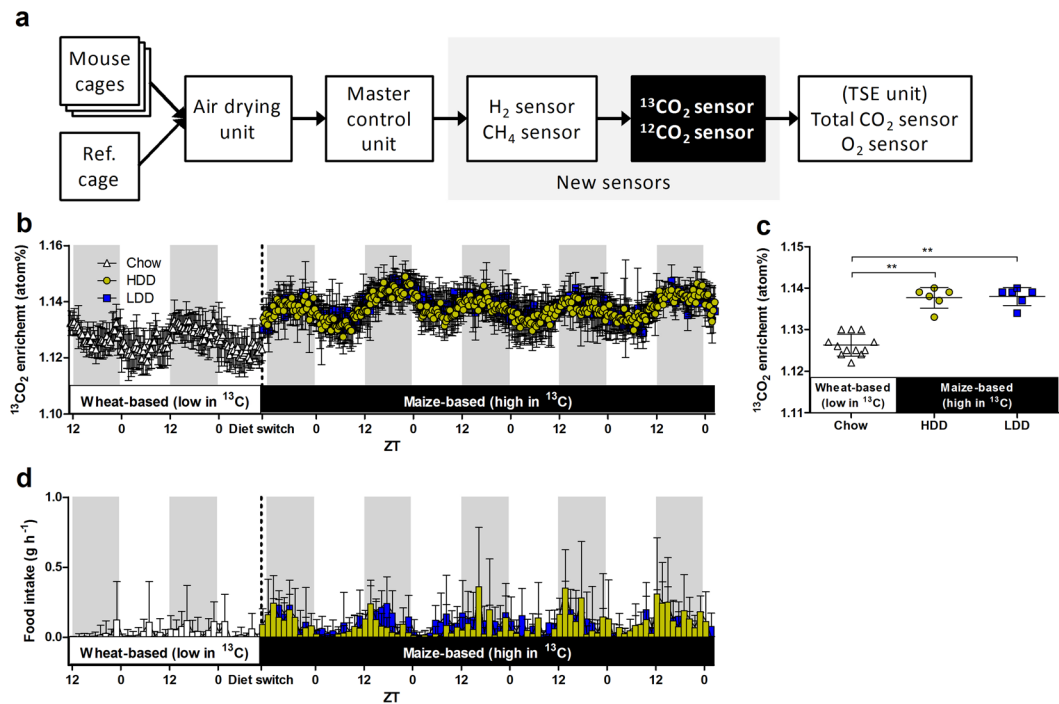 a
Mouse
cages
Ref.
cage
Air drying
unit
Master
control
unit
H₂ sensor
CH₄ sensor
¹³CO₂ sensor
¹²CO₂ sensor
New sensors
(TSE unit)
Total CO₂ sensor
O₂ sensor
b
¹³CO₂ enrichemt (atom%)
1.16
1.14
1.12
1.10
Chow
HDD
LDD
Wheat-based (low in ¹³C)
Maize-based (high in ¹³C)
12 0 12 0 Diet switch 0 12 0 12 0 12 0 12 0
ZT
c
¹³CO₂ enrichemt (atom%)
1.15
1.14
1.13
1.12
1.11
**
**
Wheat-based
(low in ¹³C)
Maize-based
(high in ¹³C)
Chow HDD LDD
d
Food intake (g h⁻¹)
1.0
0.5
0.0
Wheat-based (low in ¹³C)
Maize-based (high in ¹³C)
12 0 12 0 Diet switch 0 12 0 12 0 12 0 12 0
ZT